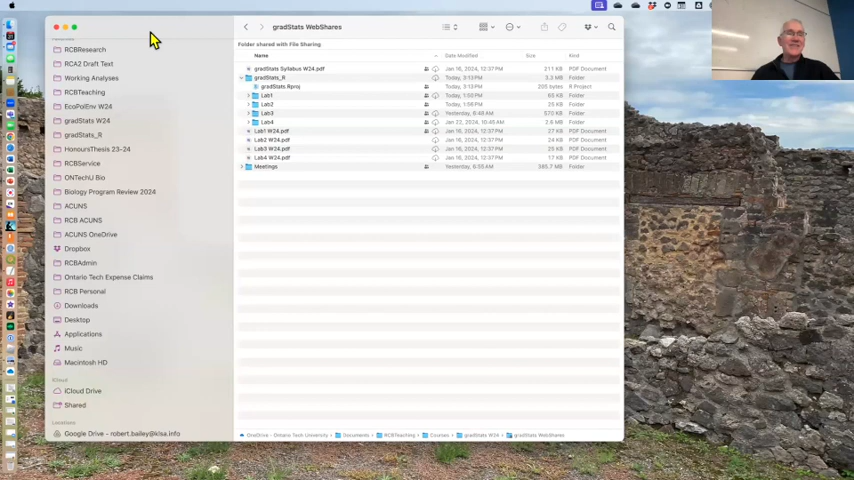 gradStats WebShares
Folder shared with File Sharing
Name
Date Modified
Size
Kind
gradStats Syllabus W24.pdf Jan 16, 2024, 12:37 PM 211 KB PDF Document
gradStats_R Today, 3:13 PM 3.3 MB Folder
gradStats.Rproj Today, 3:13 PM 205 bytes R Project
Lab1 Today, 1:50 PM 65 KB Folder
Lab2 Today, 1:56 PM 25 KB Folder
Lab3 Yesterday, 8:48 AM 570 KB Folder
Lab4 Jan 22, 2024, 10:45 AM 2.6 MB Folder
Lab1 W24.pdf Jan 16, 2024, 12:37 PM 27 KB PDF Document
Lab2 W24.pdf Jan 16, 2024, 12:37 PM 24 KB PDF Document
Lab3 W24.pdf Jan 16, 2024, 12:37 PM 25 KB PDF Document
Lab4 W24.pdf Jan 16, 2024, 12:37 PM 17 KB PDF Document
Meetings Yesterday, 6:55 AM 385.7 MB Folder
RCBResearch
RCA2 Draft Text
Working Analyses
RCBTeaching
EcoPolEnv W24
gradStats W24
gradStats_R
HonoursThesis 23-24
RCBService
ONTechU Bio
Biology Program Review 2024
ACUNS
RCB ACUNS
ACUNS OneDrive
Dropbox
RCBAdmin
Ontario Tech Expense Claims
RCB Personal
Downloads
Desktop
Applications
Music
Macintosh HD
iCloud
iCloud Drive
Shared
Locations
Google Drive - robert.bailey@klsa.info
OneDrive - Ontario Tech University › Documents › RCBTeaching › Courses › gradStats W24 › gradStats WebShares